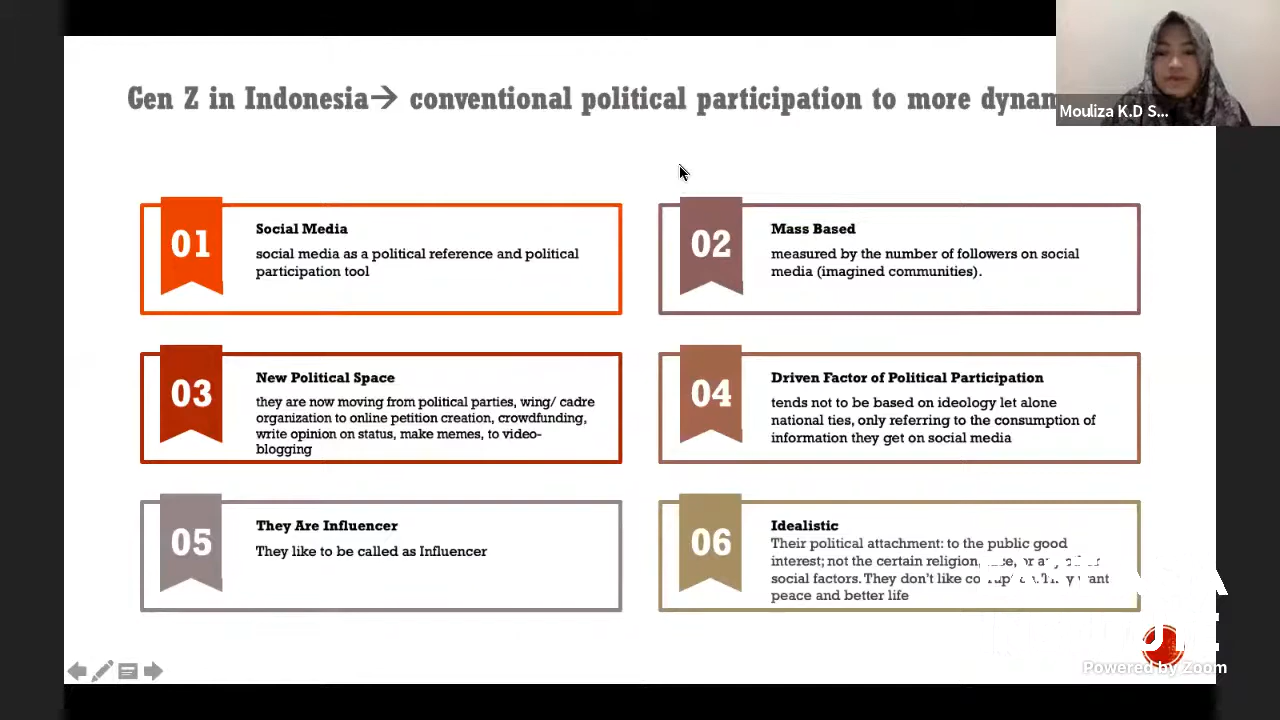 Gen Z in Indonesia→ conventional political participation to more
Mouliza K.D S...
01
Social Media
social media as a political reference and political
participation tool
02
Mass Based
measured by the number of followers on social
media (imagined communities).
03
New Political Space
they are now moving from political parties, wing/ cadre
organization to online petition creation, crowdfunding,
write opinion on status, make memes, to video-
blogging
04
Driven Factor of Political Participation
tends not to be based on ideology let alone
national ties, only referring to the consumption of
information they get on social media
05
They Are Influencer
They like to be called as Influencer
06
Idealistic
Their political attachment: to the public good
interest; not the certain religion, or
social factors. They don't like want
peace and better life
Powered by Zoom